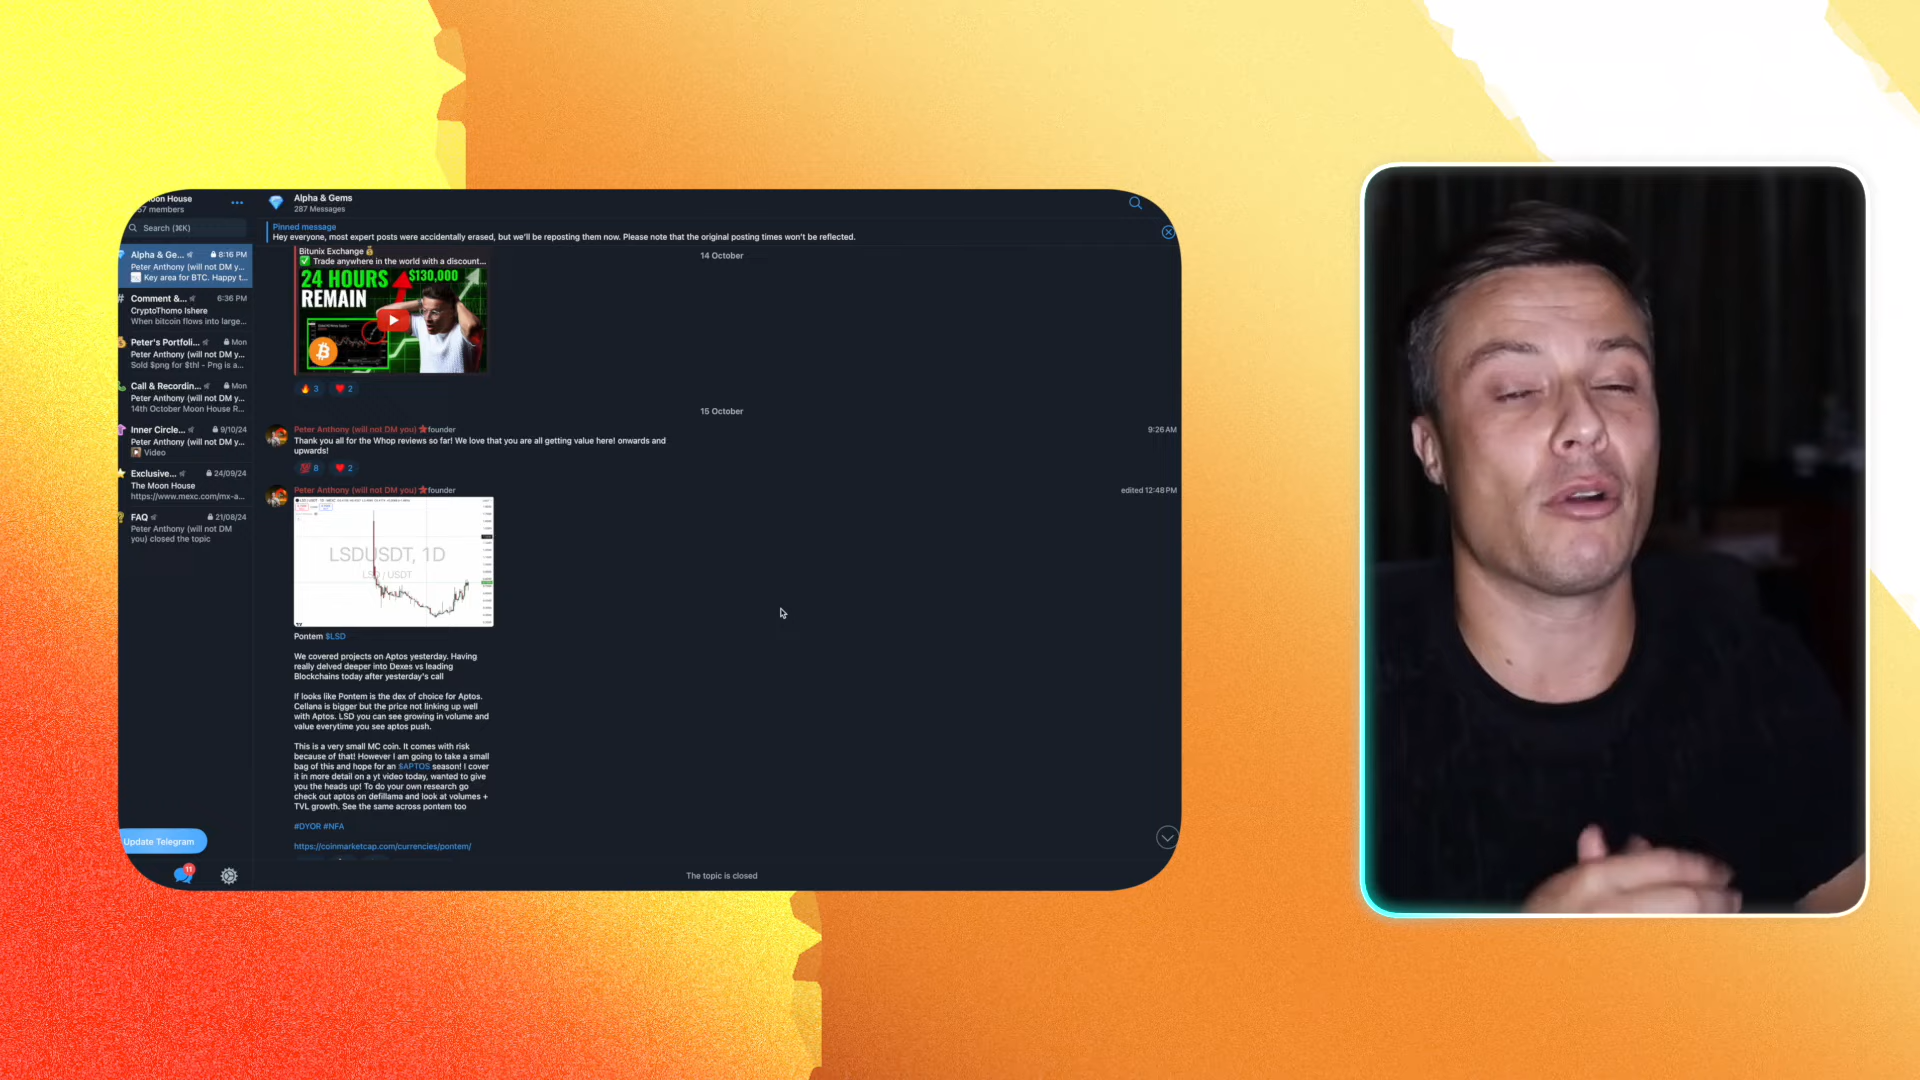 oon House
37 members
Search (⌘K)
Alpha & Ge...
8:16 PM
Peter Anthony (will not DM y...
Key area for BTC. Happy t...
Comment &...
6:36 PM
CryptoThomo Ishere
When bitcoin flows into large...
Peter's Portfoli...
Mon
Peter Anthony (will not DM y...
Sold $png for $thl - Png is a...
Call & Recordin...
Mon
Peter Anthony (will not DM y...
14th October Moon House R...
Inner Circle...
9/10/24
Peter Anthony (will not DM y...
Video
Exclusive...
24/09/24
The Moon House
https://www.mexc.com/mx-a...
FAQ
21/08/24
Peter Anthony (will not DM
you) closed the topic
Update Telegram
11
Alpha & Gems
287 Messages
Pinned message
Hey everyone, most expert posts were accidentally erased, but we'll be reposting them now. Please note that the original posting times won't be reflected.
14 October
Bitunix Exchange
Trade anywhere in the world with a discount...
24 HOURS
$130,000
REMAIN
3
2
15 October
Peter Anthony (will not DM you)
founder
9:26 AM
Thank you all for the Whop reviews so far! We love that you are all getting value here! onwards and
upwards!
8
2
Peter Anthony (will not DM you)
founder
edited 12:48 PM
LSDUSDT, 1D
LSD / USDT
Pontem $LSD
We covered projects on Aptos yesterday. Having
really delved deeper into Dexes vs leading
Blockchains today after yesterday's call
If looks like Pontem is the dex of choice for Aptos.
Cellana is bigger but the price not linking up well
with Aptos. LSD you can see growing in volume and
value everytime you see aptos push.
This is a very small MC coin. It comes with risk
because of that! However I am going to take a small
bag of this and hope for an $APTOS season! I cover
it in more detail on a yt video today, wanted to give
you the heads up! To do your own research go
check out aptos on defillama and look at volumes +
TVL growth. See the same across pontem too
#DYOR #NFA
https://coinmarketcap.com/currencies/pontem/
The topic is closed